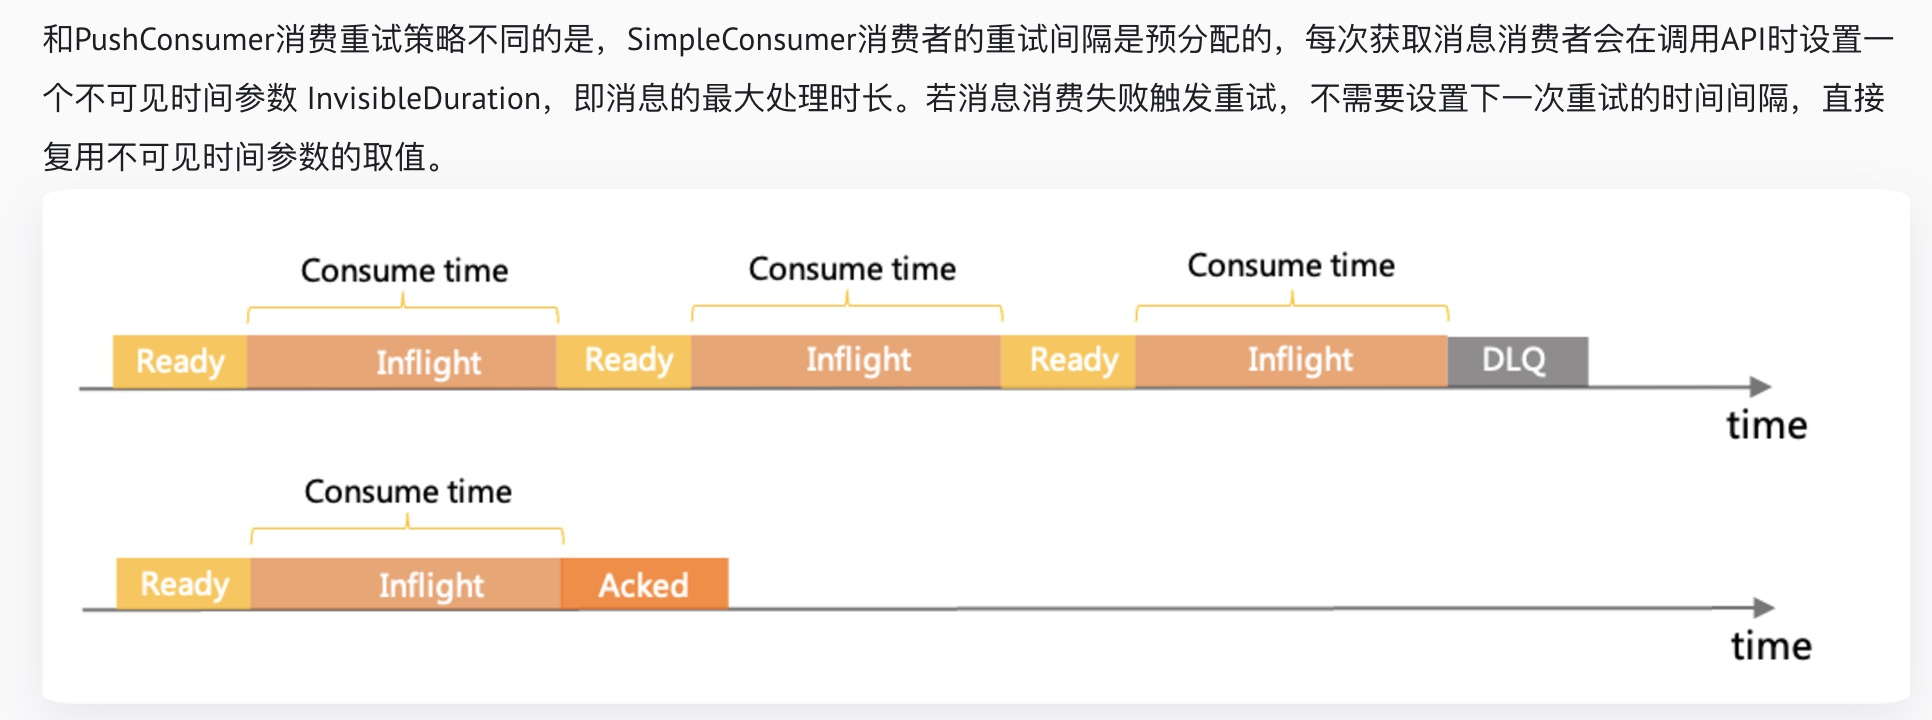 和PushConsumer消费重试策略不同的是，SimpleConsumer消费者的重试间隔是预分配的，每次获取消息消费者会在调用API时设置一
个不可见时间参数 InvisibleDuration，即消息的最大处理时长。若消息消费失败触发重试，不需要设置下一次重试的时间间隔，直接
复用不可见时间参数的取值。
Consume time Consume time Consume time
Ready Inflight Ready Inflight Ready Inflight DLQ
time
Consume time
Ready Inflight Acked
time